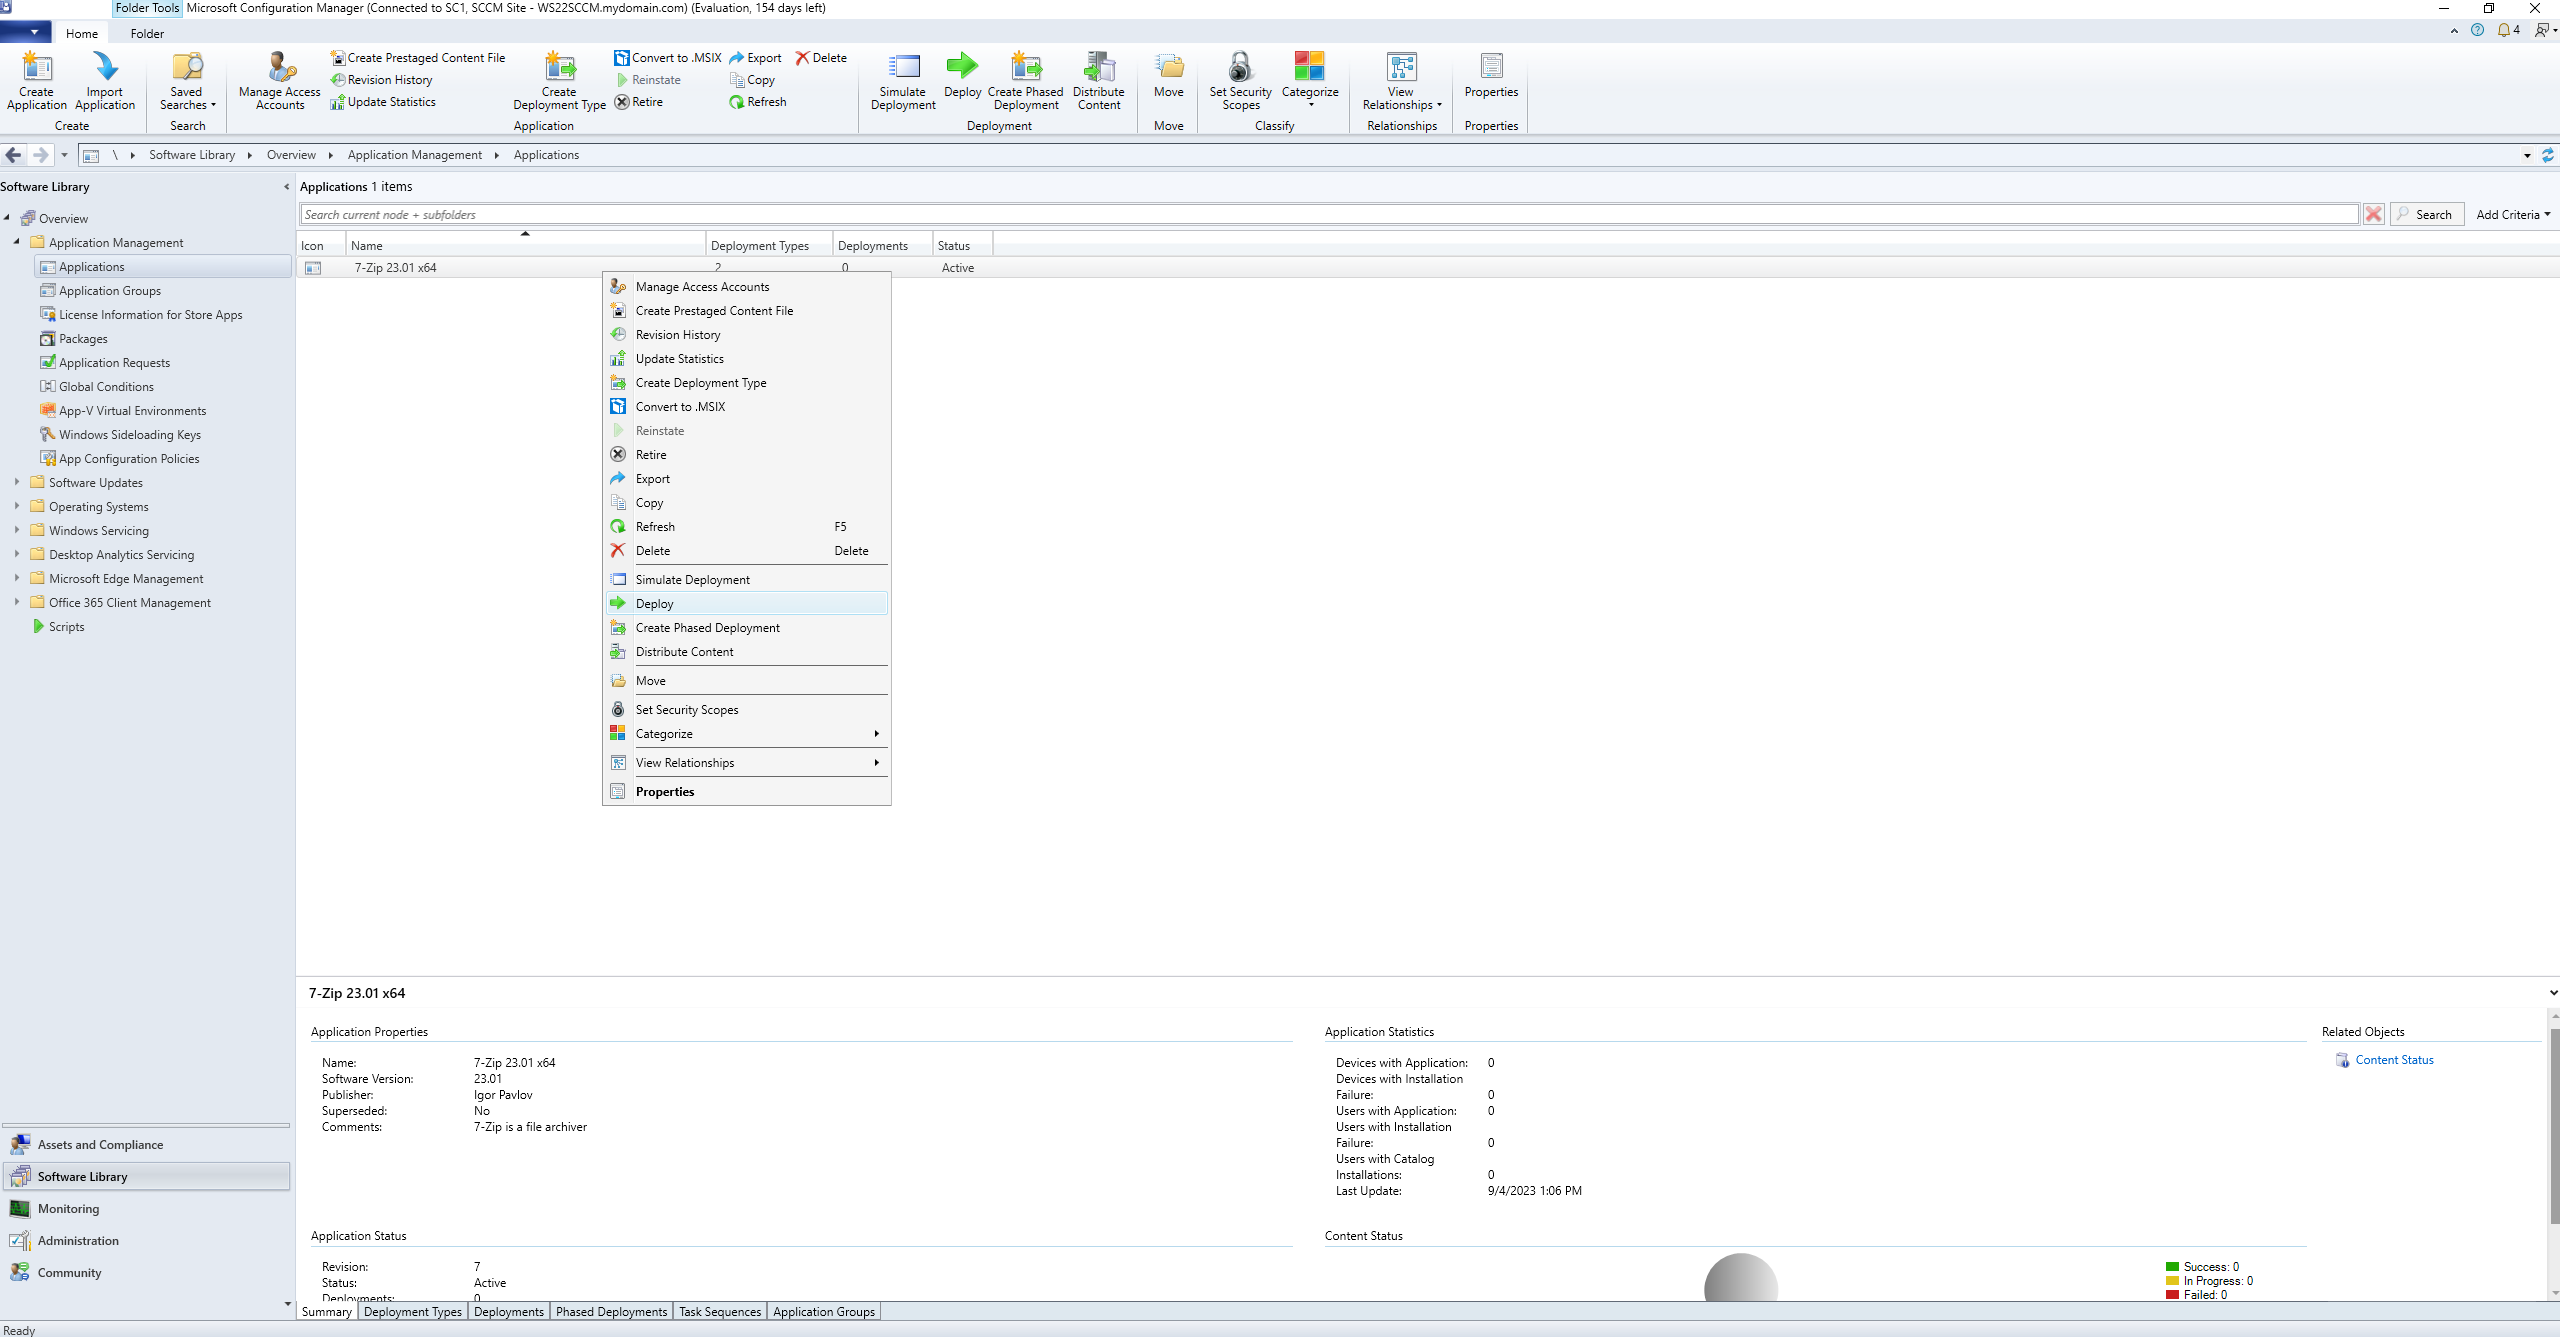 Folder Tools Microsoft Configuration Manager (Connected to SC1, SCCM Site - WS22SCCM.mydomain.com) (Evaluation, 154 days left)
Home Folder
4
Create Application
Import Application
Create
Saved Searches
Search
Manage Access Accounts
Create Prestaged Content File
Revision History
Update Statistics
Create Deployment Type
Convert to .MSIX
Reinstate
Retire
Export
Copy
Refresh
Delete
Application
Simulate Deployment
Deploy
Create Phased Deployment
Distribute Content
Deployment
Move
Move
Set Security Scopes
Categorize
Classify
View Relationships
Relationships
Properties
Properties
\ Software Library Overview Application Management Applications
Software Library
Overview
Application Management
Applications
Application Groups
License Information for Store Apps
Packages
Application Requests
Global Conditions
App-V Virtual Environments
Windows Sideloading Keys
App Configuration Policies
Software Updates
Operating Systems
Windows Servicing
Desktop Analytics Servicing
Microsoft Edge Management
Office 365 Client Management
Scripts
Assets and Compliance
Software Library
Monitoring
Administration
Community
Applications 1 items
Search current node + subfolders
Search
Add Criteria
Icon Name Deployment Types Deployments Status
7-Zip 23.01 x64 2 0 Active
Manage Access Accounts
Create Prestaged Content File
Revision History
Update Statistics
Create Deployment Type
Convert to .MSIX
Reinstate
Retire
Export
Copy
Refresh F5
Delete Delete
Simulate Deployment
Deploy
Create Phased Deployment
Distribute Content
Move
Set Security Scopes
Categorize
View Relationships
Properties
7-Zip 23.01 x64
Application Properties
Name: 7-Zip 23.01 x64
Software Version: 23.01
Publisher: Igor Pavlov
Superseded: No
Comments: 7-Zip is a file archiver
Application Statistics
Devices with Application: 0
Devices with Installation
Failure: 0
Users with Application: 0
Users with Installation
Failure: 0
Users with Catalog
Installations: 0
Last Update: 9/4/2023 1:06 PM
Related Objects
Content Status
Application Status
Revision: 7
Status: Active
Deployments: 0
Content Status
Success: 0
In Progress: 0
Failed: 0
Summary Deployment Types Deployments Phased Deployments Task Sequences Application Groups
Ready